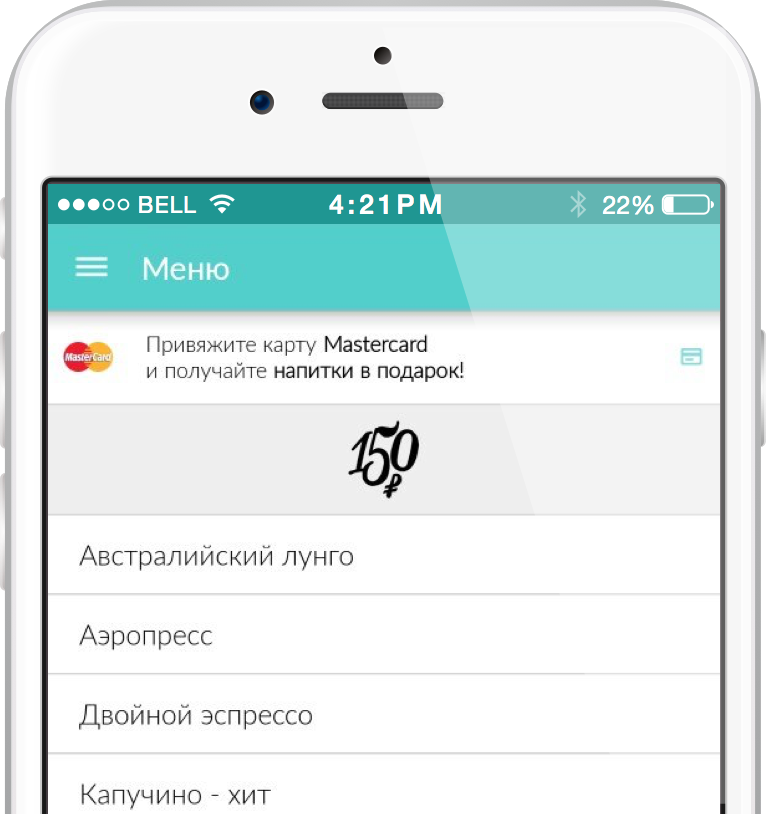 BELL 4:21PM 22%
Меню
MasterCard
Привяжите карту Mastercard
и получайте напитки в подарок!
150
₽
Австралийский лунго
Аэропресс
Двойной эспрессо
Капучино - хит